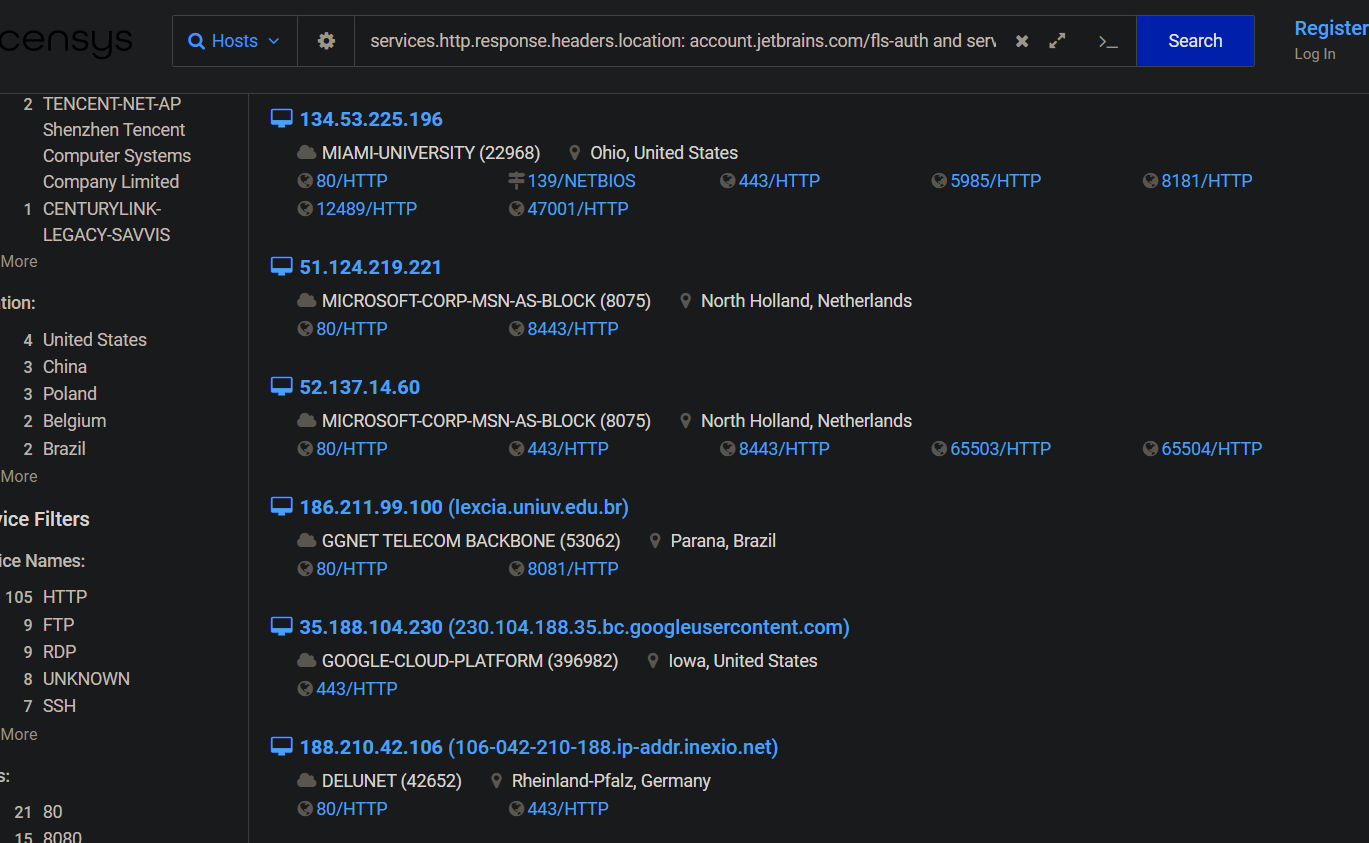 censys
Hosts
services.http.response.headers.location: account.jetbrains.com/fls-auth and serv
Search
Register
Log In
2 TENCENT-NET-AP
Shenzhen Tencent
Computer Systems
Company Limited
1 CENTURYLINK-
LEGACY-SAVVIS
More
tion:
4 United States
3 China
3 Poland
2 Belgium
2 Brazil
More
vice Filters
ice Names:
105 HTTP
9 FTP
9 RDP
8 UNKNOWN
7 SSH
More
s:
21 80
15 8080
134.53.225.196
MIAMI-UNIVERSITY (22968) Ohio, United States
80/HTTP 139/NETBIOS 443/HTTP 5985/HTTP 8181/HTTP
12489/HTTP 47001/HTTP
51.124.219.221
MICROSOFT-CORP-MSN-AS-BLOCK (8075) North Holland, Netherlands
80/HTTP 8443/HTTP
52.137.14.60
MICROSOFT-CORP-MSN-AS-BLOCK (8075) North Holland, Netherlands
80/HTTP 443/HTTP 8443/HTTP 65503/HTTP 65504/HTTP
186.211.99.100 (lexcia.uniuv.edu.br)
GGNET TELECOM BACKBONE (53062) Parana, Brazil
80/HTTP 8081/HTTP
35.188.104.230 (230.104.188.35.bc.googleusercontent.com)
GOOGLE-CLOUD-PLATFORM (396982) Iowa, United States
443/HTTP
188.210.42.106 (106-042-210-188.ip-addr.inexio.net)
DELUNET (42652) Rheinland-Pfalz, Germany
80/HTTP 443/HTTP